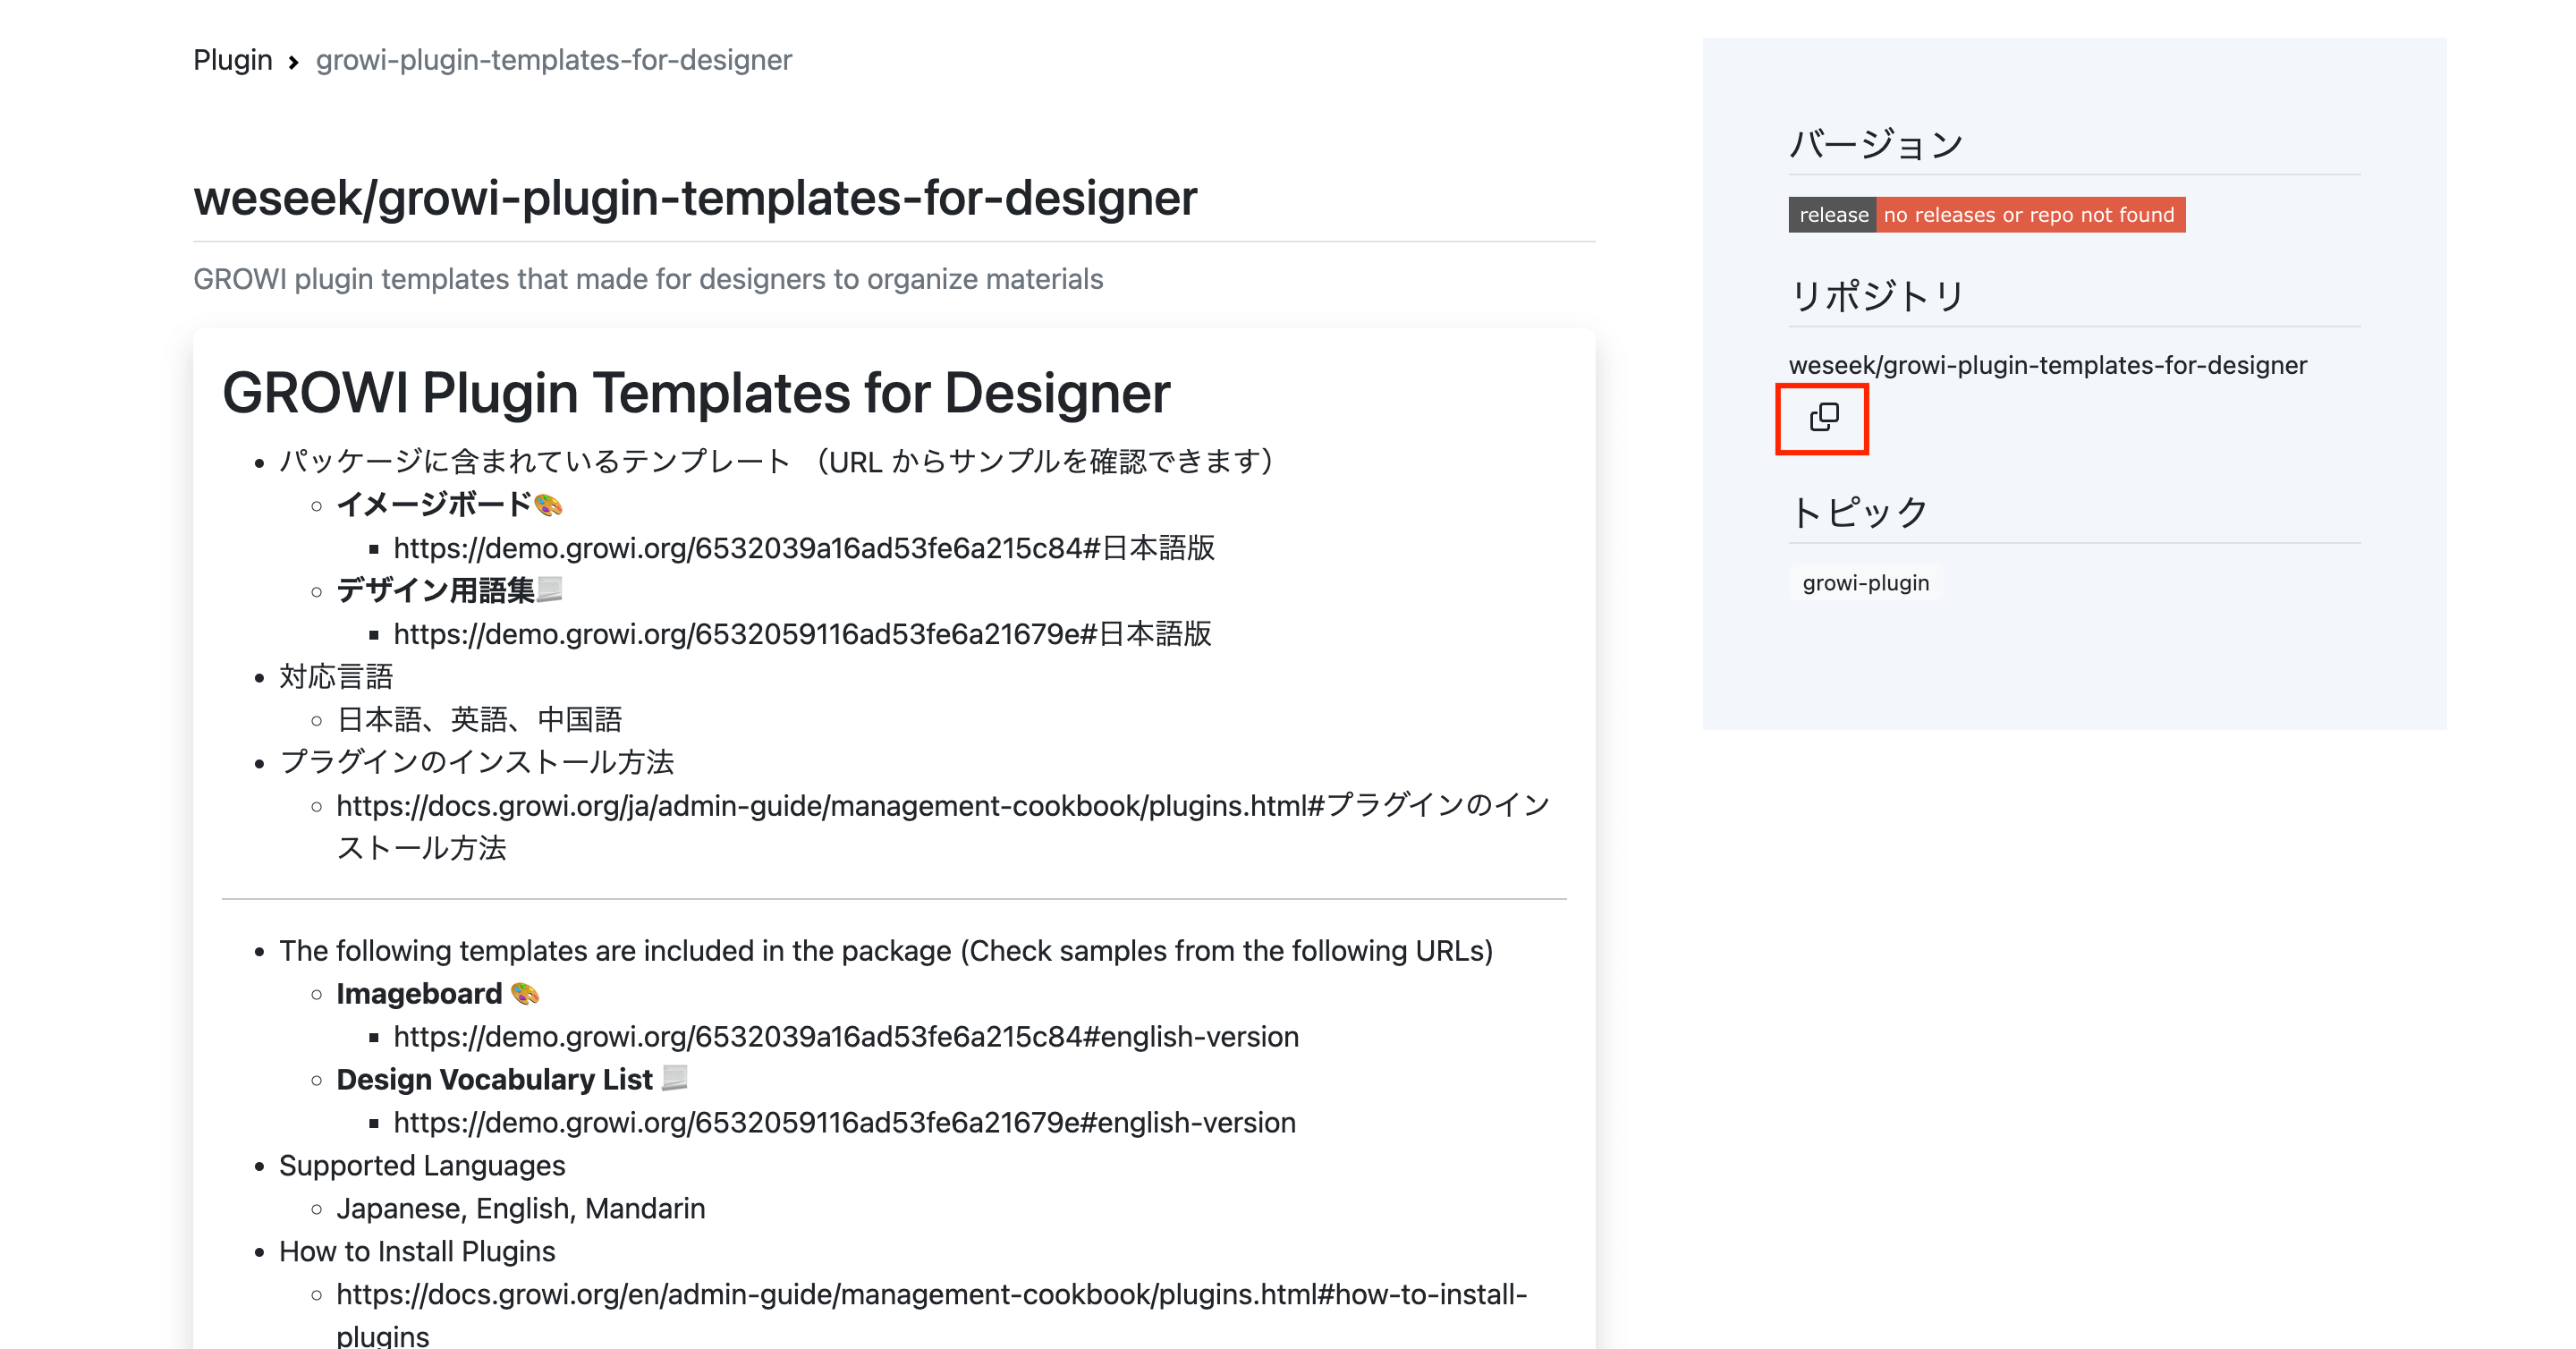 Plugin › growi-plugin-templates-for-designer
weseek/growi-plugin-templates-for-designer
GROWI plugin templates that made for designers to organize materials
GROWI Plugin Templates for Designer
パッケージに含まれているテンプレート （URL からサンプルを確認できます）
イメージボード🎨
https://demo.growi.org/6532039a16ad53fe6a215c84#日本語版
デザイン用語集📃
https://demo.growi.org/6532059116ad53fe6a21679e#日本語版
対応言語
日本語、英語、中国語
プラグインのインストール方法
https://docs.growi.org/ja/admin-guide/management-cookbook/plugins.html#プラグインのイン
ストール方法
The following templates are included in the package (Check samples from the following URLs)
Imageboard 🎨
https://demo.growi.org/6532039a16ad53fe6a215c84#english-version
Design Vocabulary List 📃
https://demo.growi.org/6532059116ad53fe6a21679e#english-version
Supported Languages
Japanese, English, Mandarin
How to Install Plugins
https://docs.growi.org/en/admin-guide/management-cookbook/plugins.html#how-to-install-
plugins
バージョン
release no releases or repo not found
リポジトリ
weseek/growi-plugin-templates-for-designer
トピック
growi-plugin